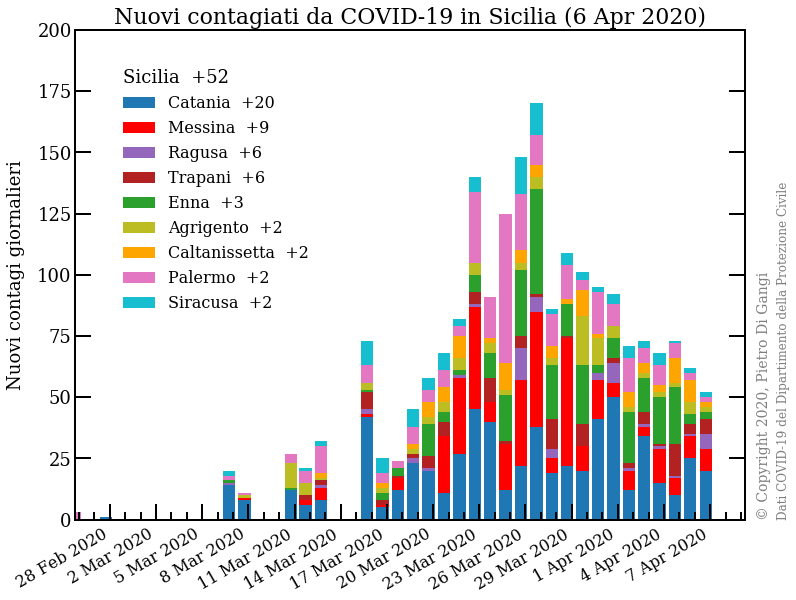 Nuovi contagiati da COVID-19 in Sicilia (6 Apr 2020)
Nuovi contagi giornalieri
200
175
150
125
100
75
50
25
0
Sicilia +52
Catania +20
Messina +9
Ragusa +6
Trapani +6
Enna +3
Agrigento +2
Caltanissetta +2
Palermo +2
Siracusa +2
28 Feb 2020
2 Mar 2020
5 Mar 2020
8 Mar 2020
11 Mar 2020
14 Mar 2020
17 Mar 2020
20 Mar 2020
23 Mar 2020
26 Mar 2020
29 Mar 2020
1 Apr 2020
4 Apr 2020
7 Apr 2020
© Copyright 2020, Pietro Di Gangi
Dati COVID-19 del Dipartimento della Protezione Civile